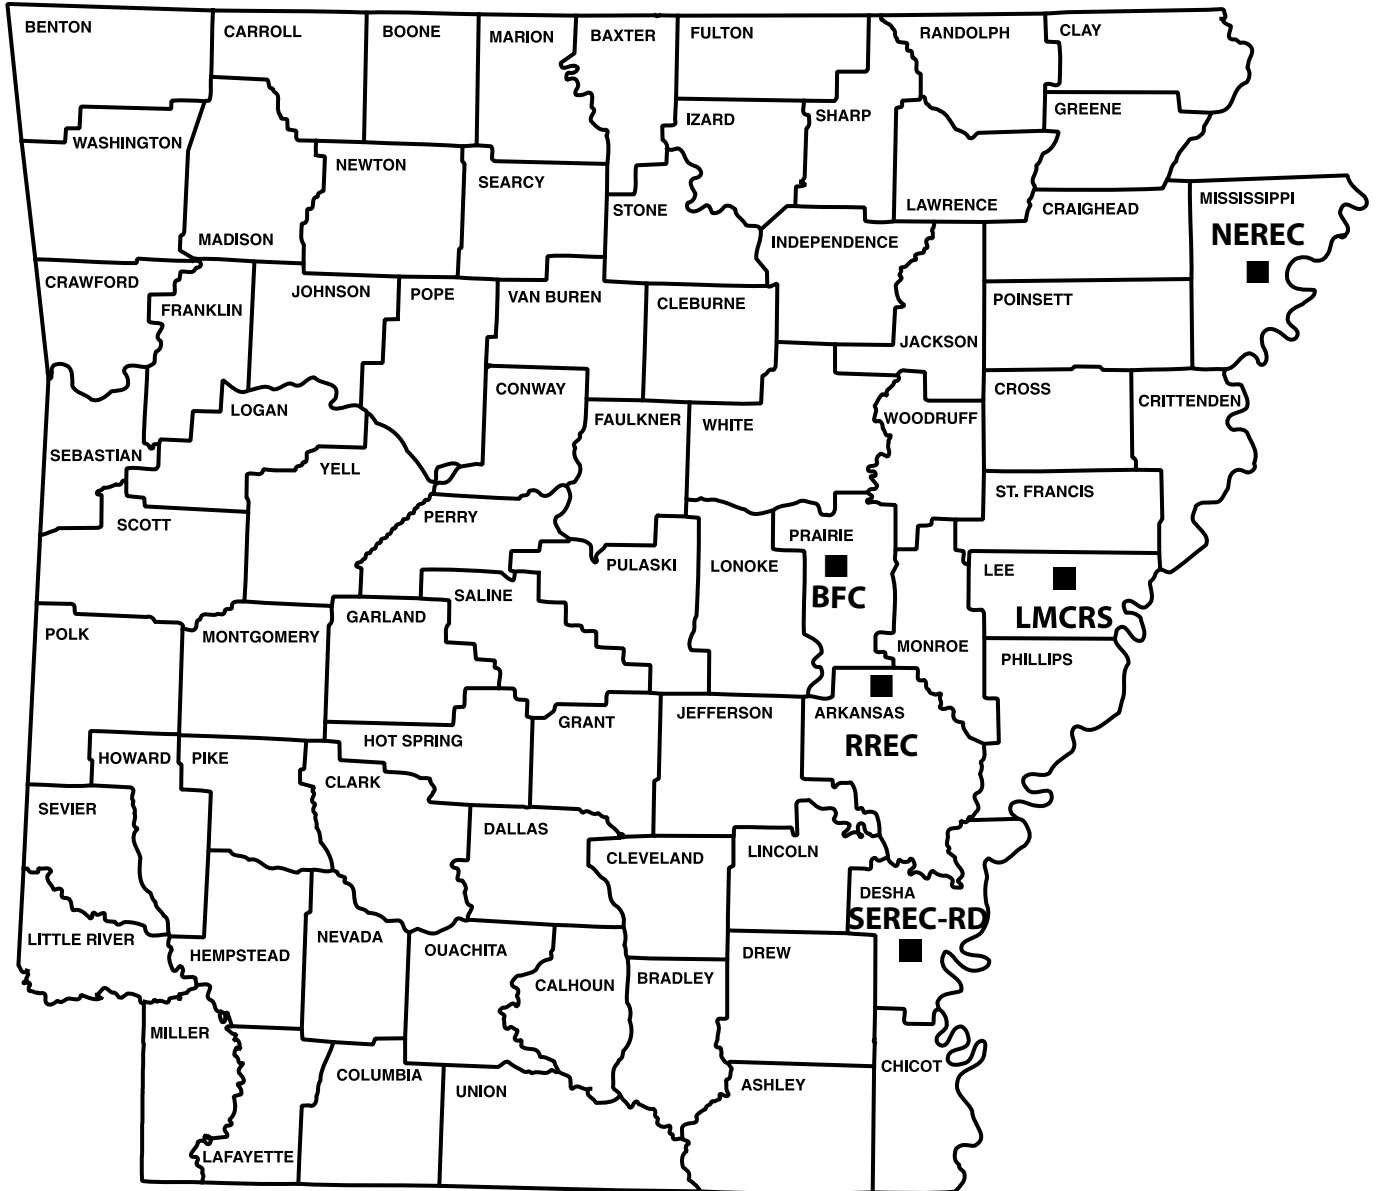 BENTON
CARROLL
BOONE
MARION
BAXTER
FULTON
RANDOLPH
CLAY
WASHINGTON
IZARD
SHARP
GREENE
NEWTON
SEARCY
STONE
LAWRENCE
CRAIGHEAD
MISSISSIPPI
NEREC
MADISON
INDEPENDENCE
CRAWFORD
FRANKLIN
JOHNSON
POPE
VAN BUREN
CLEBURNE
POINSETT
JACKSON
LOGAN
CONWAY
FAULKNER
WHITE
WOODRUFF
CROSS
CRITTENDEN
SEBASTIAN
YELL
ST. FRANCIS
SCOTT
PERRY
PRAIRIE
PULASKI
LONOKE
BFC
LEE
LMCRS
SALINE
GARLAND
POLK
MONTGOMERY
MONROE
PHILLIPS
HOT SPRING
GRANT
JEFFERSON
ARKANSAS
RREC
HOWARD
PIKE
CLARK
SEVIER
DALLAS
CLEVELAND
LINCOLN
DESHA
SEREC-RD
LITTLE RIVER
HEMPSTEAD
NEVADA
OUACHITA
CALHOUN
BRADLEY
DREW
MILLER
COLUMBIA
UNION
ASHLEY
CHICOT
LAFAYETTE